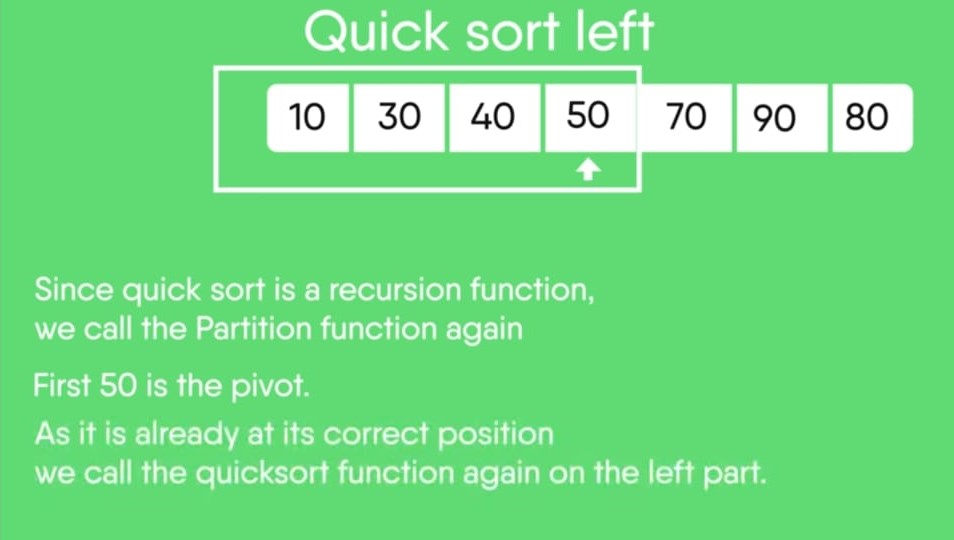 Quick sort left
10 30 40 50 70 90 80
Since quick sort is a recursion function,
we call the Partition function again
First 50 is the pivot.
As it is already at its correct position
we call the quicksort function again on the left part.